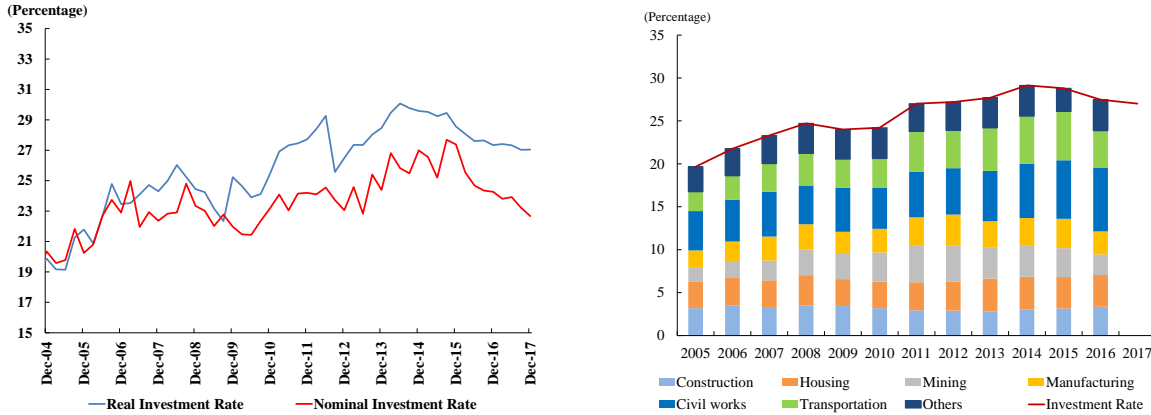 (Percentage)
35
33
31
29
27
25
23
21
19
17
15
Dec-04
Dec-05
Dec-06
Dec-07
Dec-08
Dec-09
Dec-10
Dec-11
Dec-12
Dec-13
Dec-14
Dec-15
Dec-16
Dec-17
Real Investment Rate Nominal Investment Rate
(Percentage)
35
30
25
20
15
10
5
0
2005 2006 2007 2008 2009 2010 2011 2012 2013 2014 2015 2016 2017
Construction Housing Mining Manufacturing
Civil works Transportation Others Investment Rate